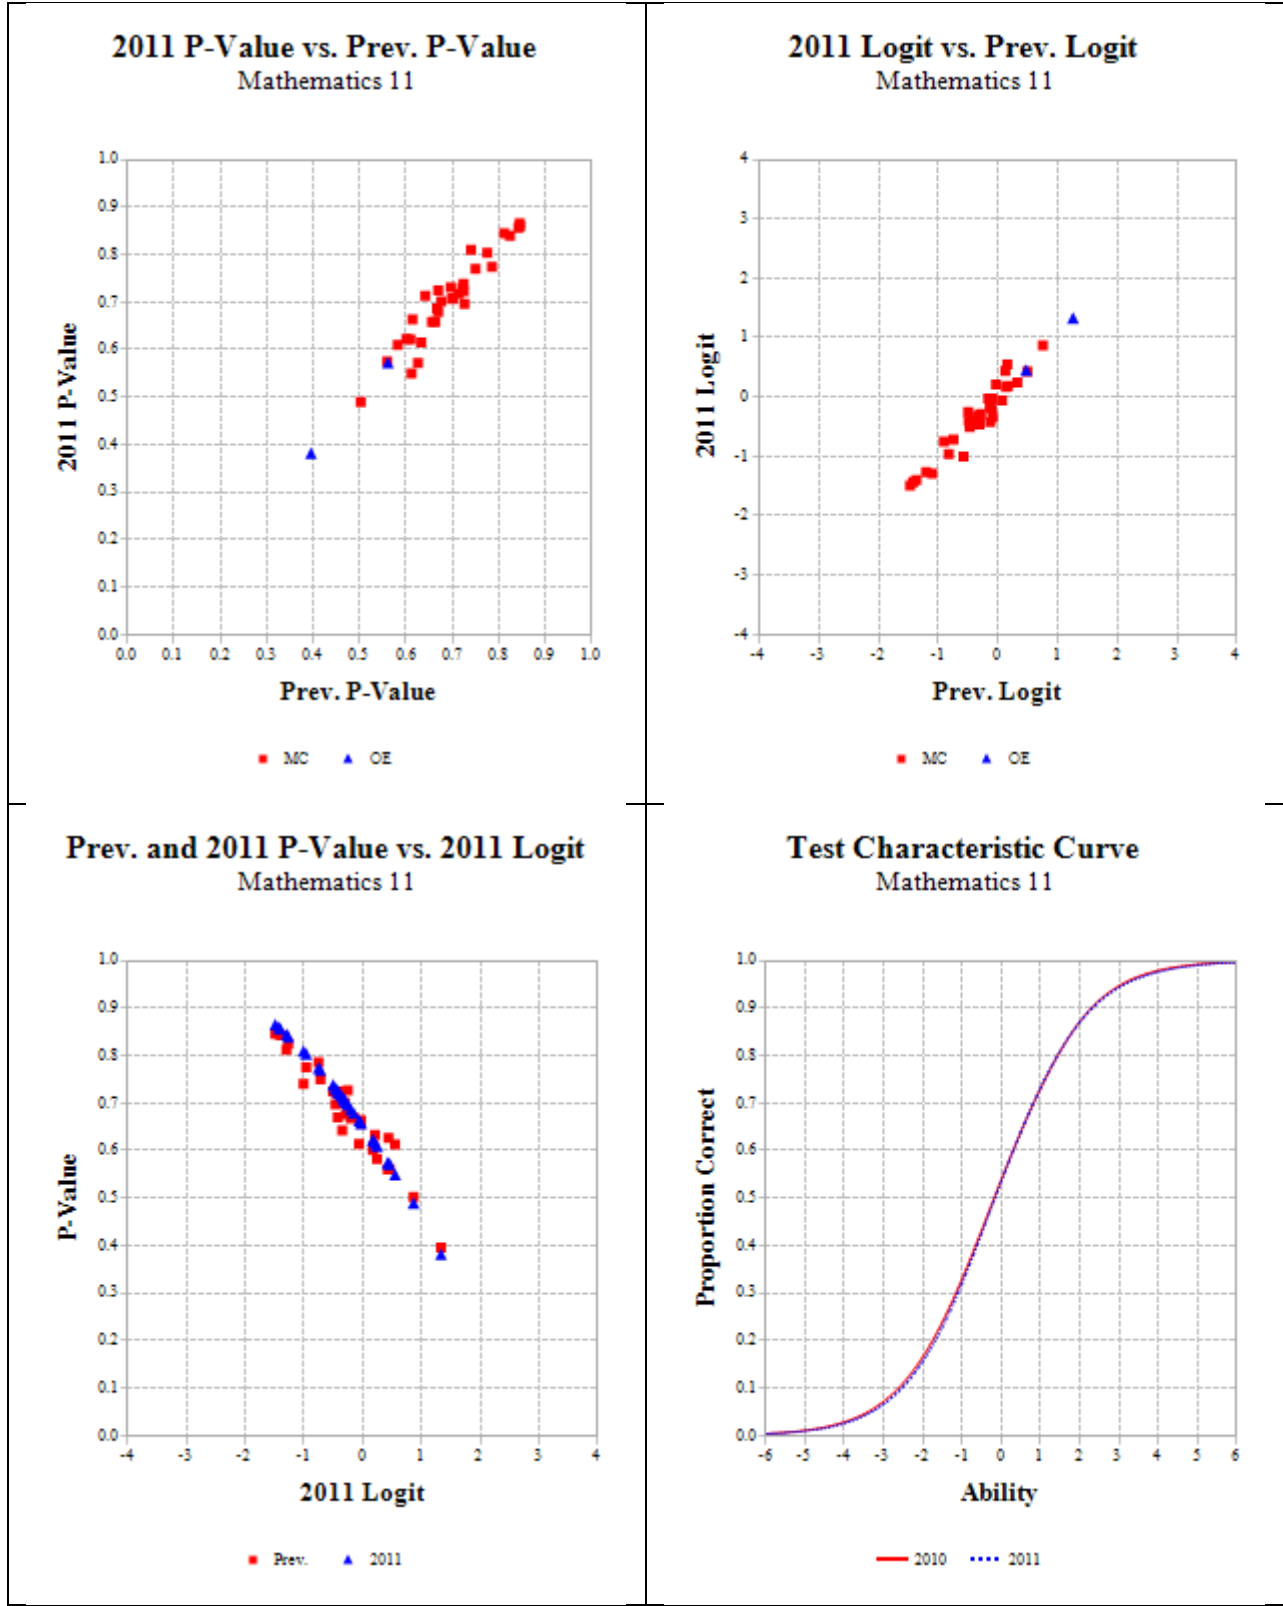 2011 P-Value vs. Prev. P-Value
Mathematics 11
1.0
0.9
0.8
0.7
0.6
0.5
0.4
0.3
0.2
0.1
0.0
0.0 0.1 0.2 0.3 0.4 0.5 0.6 0.7 0.8 0.9 1.0
2011 P-Value
Prev. P-Value
MC OE
2011 Logit vs. Prev. Logit
Mathematics 11
4
3
2
1
0
-1
-2
-3
-4
-4 -3 -2 -1 0 1 2 3 4
2011 Logit
Prev. Logit
MC OE
Prev. and 2011 P-Value vs. 2011 Logit
Mathematics 11
1.0
0.9
0.8
0.7
0.6
0.5
0.4
0.3
0.2
0.1
0.0
-4 -3 -2 -1 0 1 2 3 4
P-Value
2011 Logit
Prev. 2011
Test Characteristic Curve
Mathematics 11
1.0
0.9
0.8
0.7
0.6
0.5
0.4
0.3
0.2
0.1
0.0
-6 -5 -4 -3 -2 -1 0 1 2 3 4 5 6
Proportion Correct
Ability
2010 2011